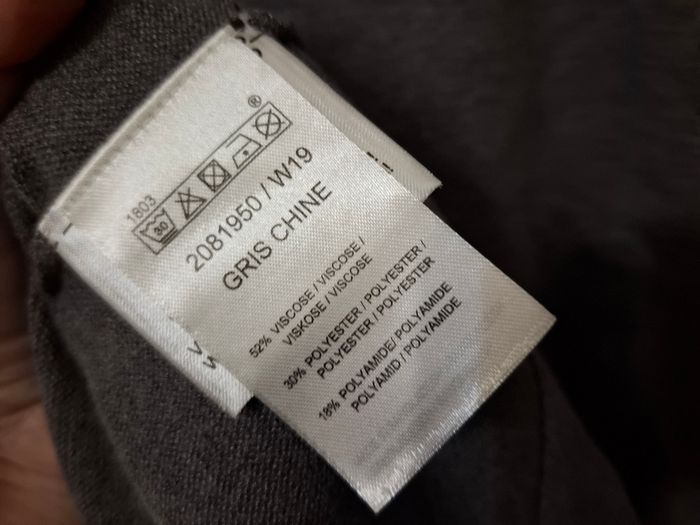 ®
1803
30
2081950 / W19
GRIS CHINE
52% VISCOSE / VISCOSE /
VISKOSE / VISCOSE
30% POLYESTER / POLYESTER /
POLYESTER / POLYESTER
18% POLYAMIDE/ POLYAMIDE
POLYAMID / POLYAMIDE